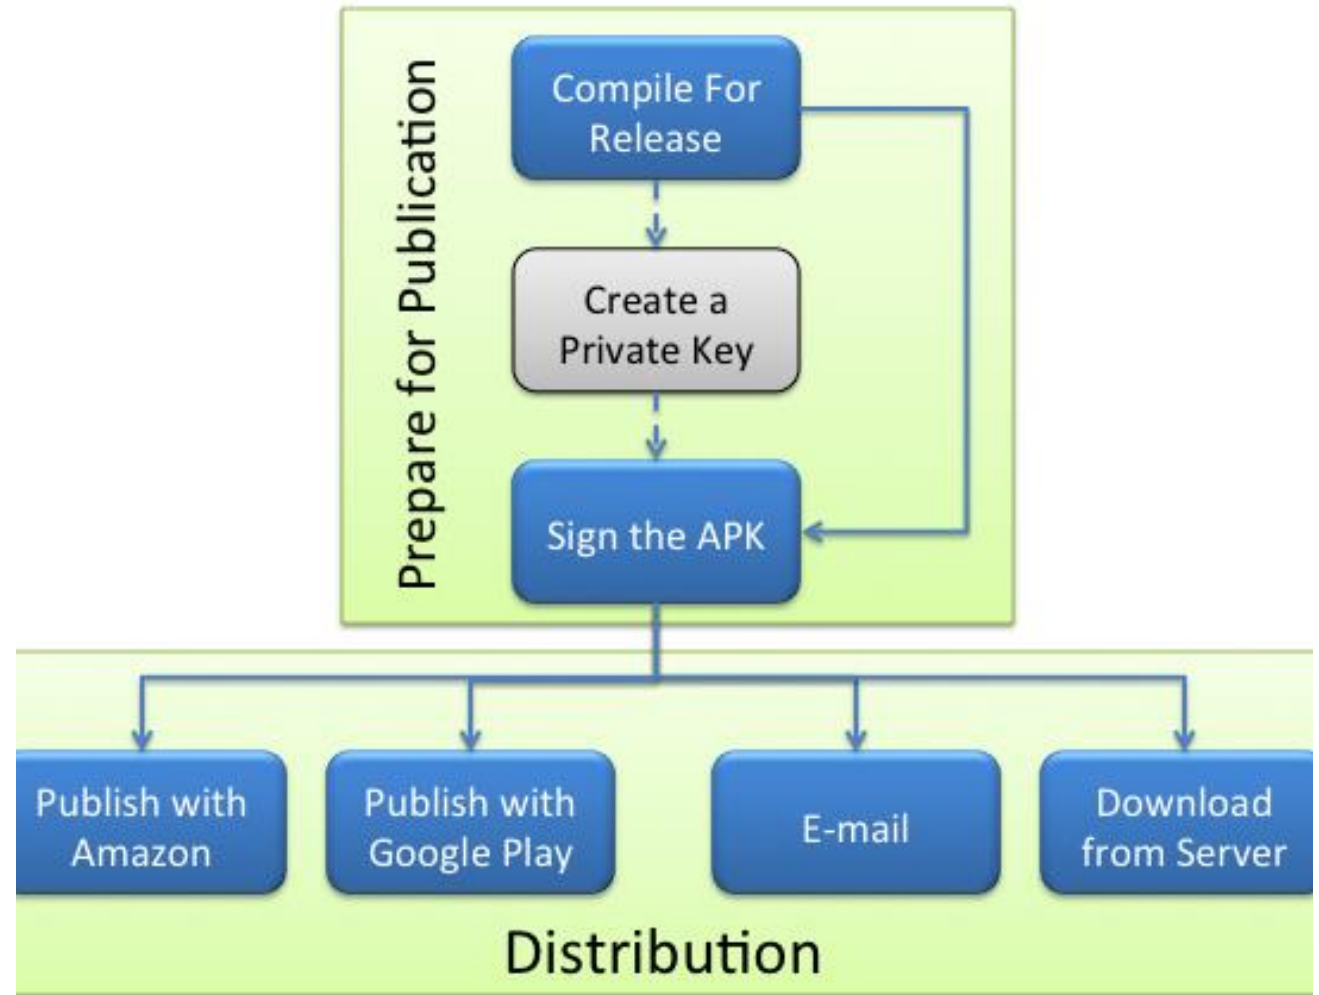 Prepare for Publication
Compile For
Release
Create a
Private Key
Sign the APK
Publish with
Amazon
Publish with
Google Play
E-mail
Download
from Server
Distribution